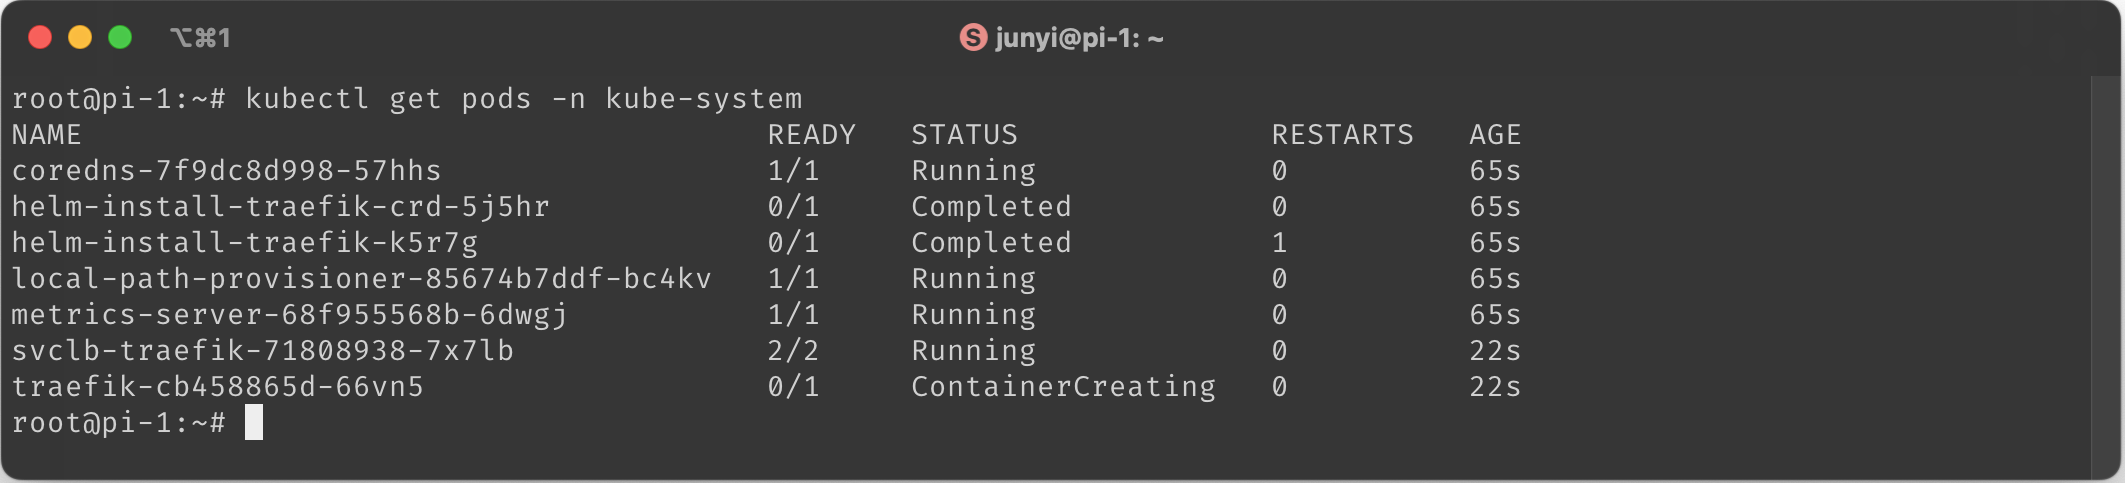 ⌥⌘1 S junyi@pi-1: ~
root@pi-1:~# kubectl get pods -n kube-system
NAME                                      READY   STATUS              RESTARTS   AGE
coredns-7f9dc8d998-57hhs                  1/1     Running             0          65s
helm-install-traefik-crd-5j5hr            0/1     Completed           0          65s
helm-install-traefik-k5r7g                0/1     Completed           1          65s
local-path-provisioner-85674b7ddf-bc4kv   1/1     Running             0          65s
metrics-server-68f955568b-6dwgj           1/1     Running             0          65s
svclb-traefik-71808938-7x7lb              2/2     Running             0          22s
traefik-cb458865d-66vn5                   0/1     ContainerCreating   0          22s
root@pi-1:~#